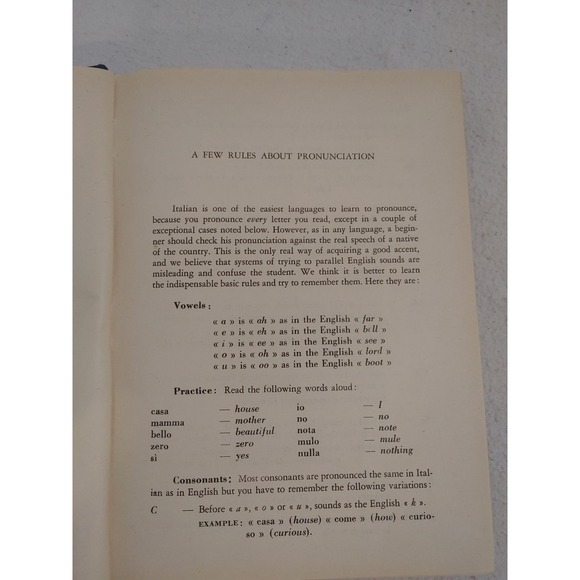 A FEW RULES ABOUT PRONUNCIATION
Italian is one of the easiest languages to learn to pronounce,
because you pronounce every letter you read, except in a couple of
exceptional cases noted below. However, as in any language, a begin-
ner should check his pronunciation against the real speech of a native
of the country. This is the only real way of acquiring a good accent,
and we believe that systems of trying to parallel English sounds are
misleading and confuse the student. We think it is better to learn
the indispensable basic rules and try to remember them. Here they are:
Vowels:
« a » is « ah » as in the English « far »
« e » is « eh » as in the English « bell »
« i » is « ee » as in the English « see »
« o » is « oh » as in the English « lord »
« u » is « oo » as in the English « boot »
Practice: Read the following words aloud:
casa — house io — I
mamma — mother no — no
bello — beautiful nota — note
zero — zero mulo — mule
sì — yes nulla — nothing
Consonants: Most consonants are pronounced the same in Ital-
ian as in English but you have to remember the following variations:
C — Before « a », « o » or « u », sounds as the English « k ».
EXAMPLE: « casa » (house) « come » (how) « curio-
so » (curious).